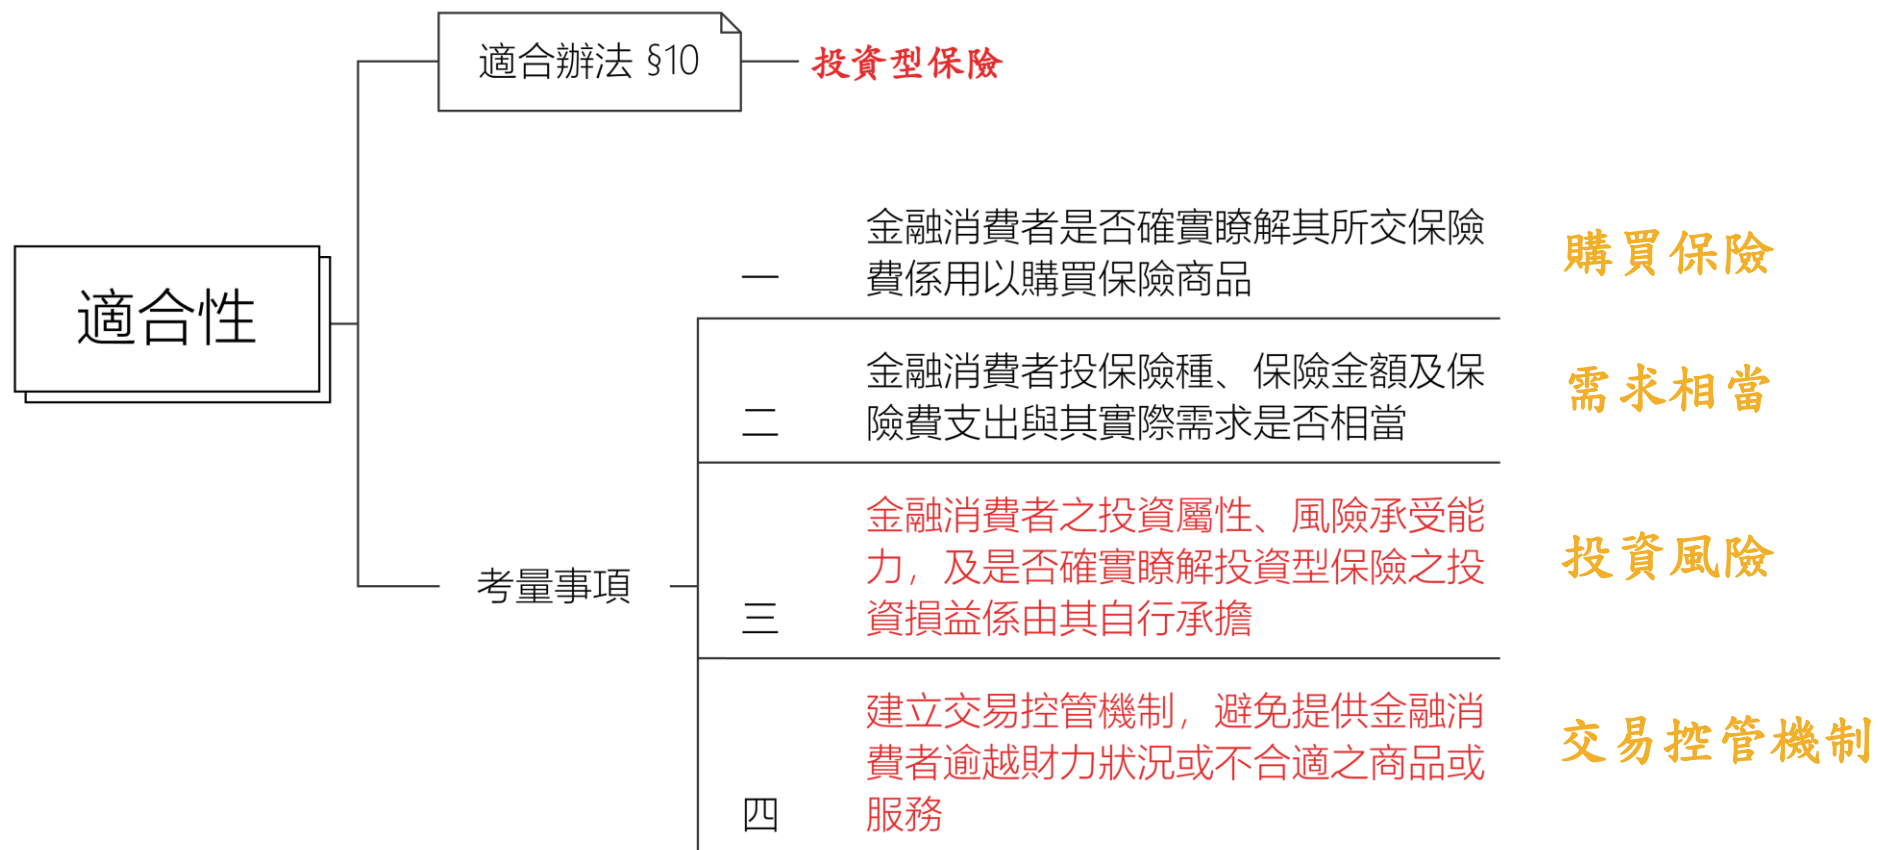 適合辦法 §10
投資型保險
適合性
考量事項
一
金融消費者是否確實瞭解其所交保險
費係用以購買保險商品
購買保險
二
金融消費者投保險種、保險金額及保
險費支出與其實際需求是否相當
需求相當
三
金融消費者之投資屬性、風險承受能
力，及是否確實瞭解投資型保險之投
資損益係由其自行承擔
投資風險
四
建立交易控管機制，避免提供金融消
費者逾越財力狀況或不合適之商品或
服務
交易控管機制